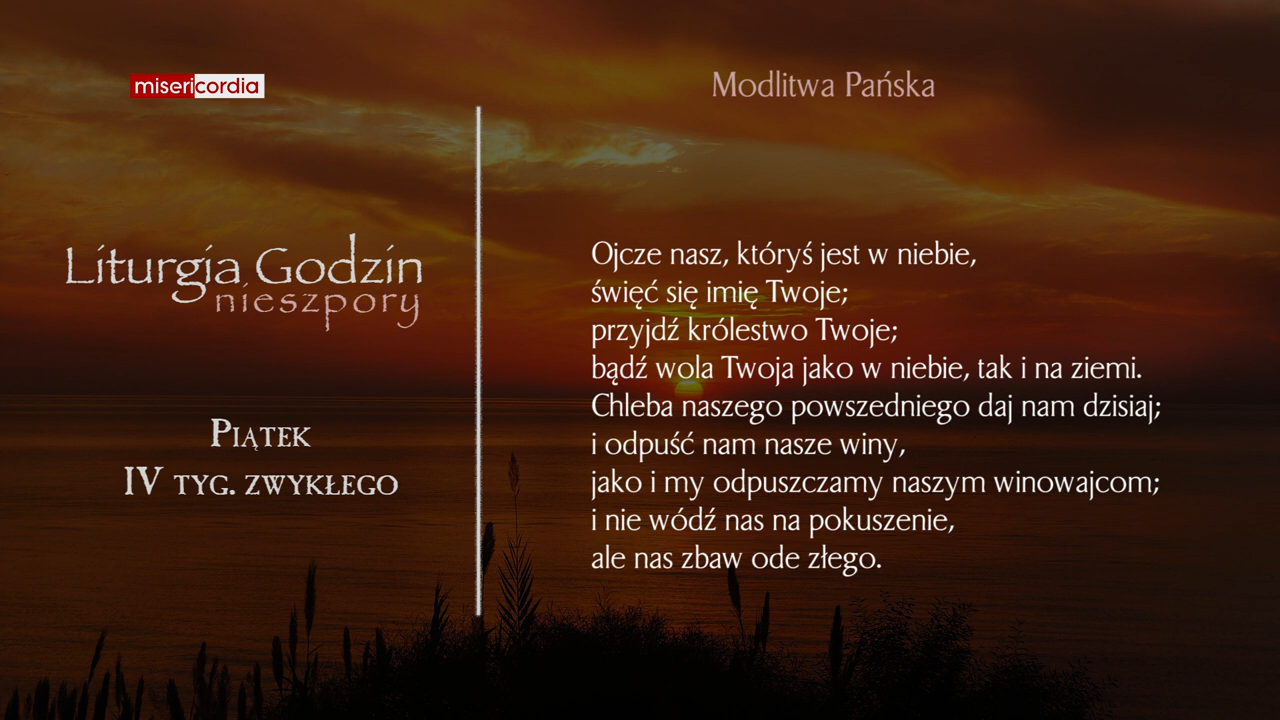 misericordia
Liturgia Godzin
nieszpory
Piątek
IV tyg. zwykłego
Modlitwa Pańska
Ojcze nasz, któryś jest w niebie,
święć się imię Twoje;
przyjdź królestwo Twoje;
bądź wola Twoja jako w niebie, tak i na ziemi.
Chleba naszego powszedniego daj nam dzisiaj;
i odpuść nam nasze winy,
jako i my odpuszczamy naszym winowajcom;
i nie wódź nas na pokuszenie,
ale nas zbaw ode złego.